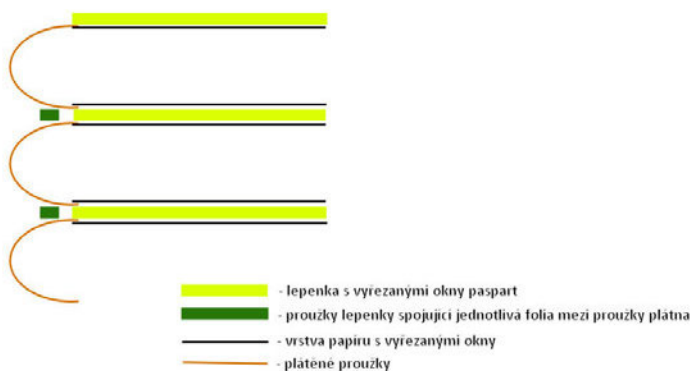 - lepenka s vyřezanými okny paspart
- proužky lepenky spojující jednotlivá folia mezi proužky plátna
- vrstva papíru s vyřezanými okny
- plátěné proužky